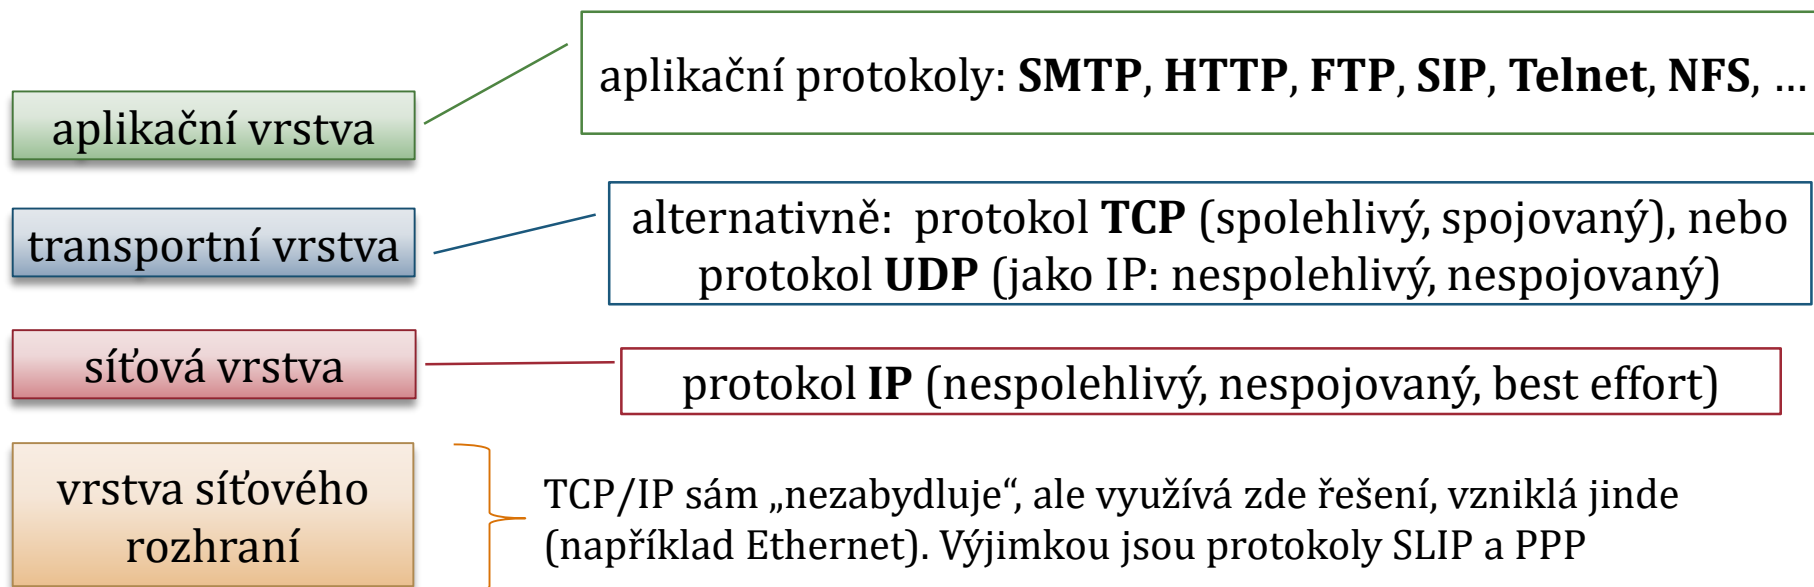 aplikační protokoly: SMTP, HTTP, FTP, SIP, Telnet, NFS, ...
aplikační vrstva
alternativně: protokol TCP (spolehlivý, spojovaný), nebo
protokol UDP (jako IP: nespolehlivý, nespojovaný)
transportní vrstva
síťová vrstva
protokol IP (nespolehlivý, nespojovaný, best effort)
vrstva síťového
rozhraní
TCP/IP sám „nezabydluje“, ale využívá zde řešení, vzniklá jinde
(například Ethernet). Výjimkou jsou protokoly SLIP a PPP